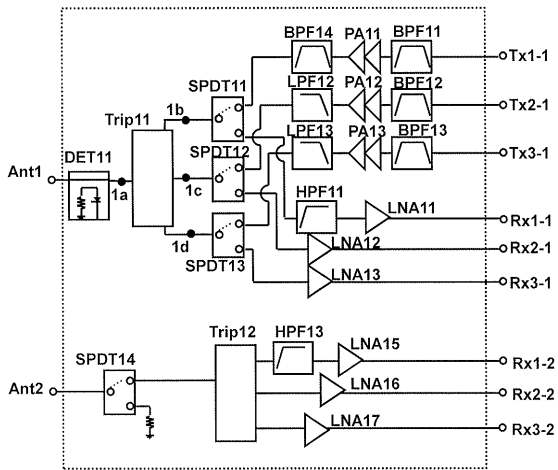 BPF14 PA11 BPF11
Tx1-1
SPDT11
LPF12 PA12 BPF12
Tx2-1
Trip11 1b
LPF13 PA13 BPF13
Tx3-1
SPDT12
DET11
Ant1
1a 1c
HPF11
LNA11
Rx1-1
1d
LNA12
Rx2-1
SPDT13
LNA13
Rx3-1
Trip12 HPF13 LNA15
SPDT14
Rx1-2
LNA16
Ant2
Rx2-2
LNA17
Rx3-2